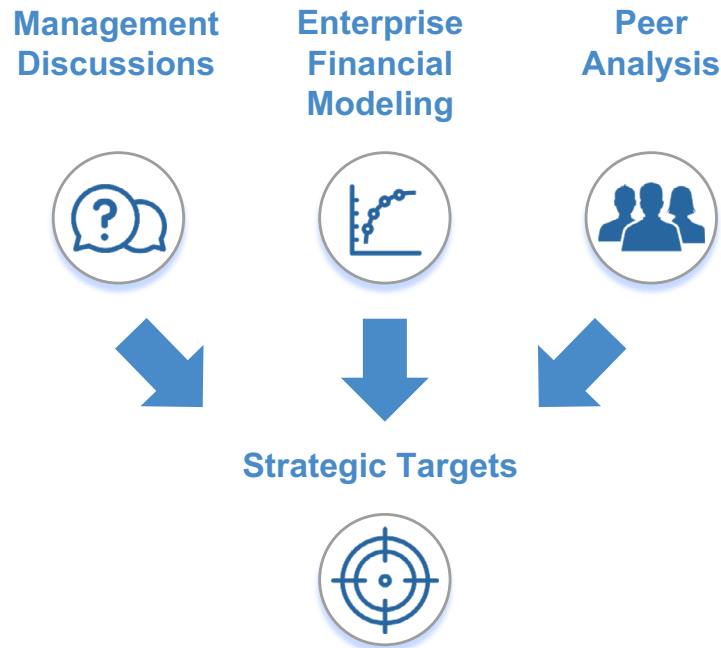 Management
Discussions
Enterprise
Financial
Modeling
Peer
Analysis
?
Strategic Targets